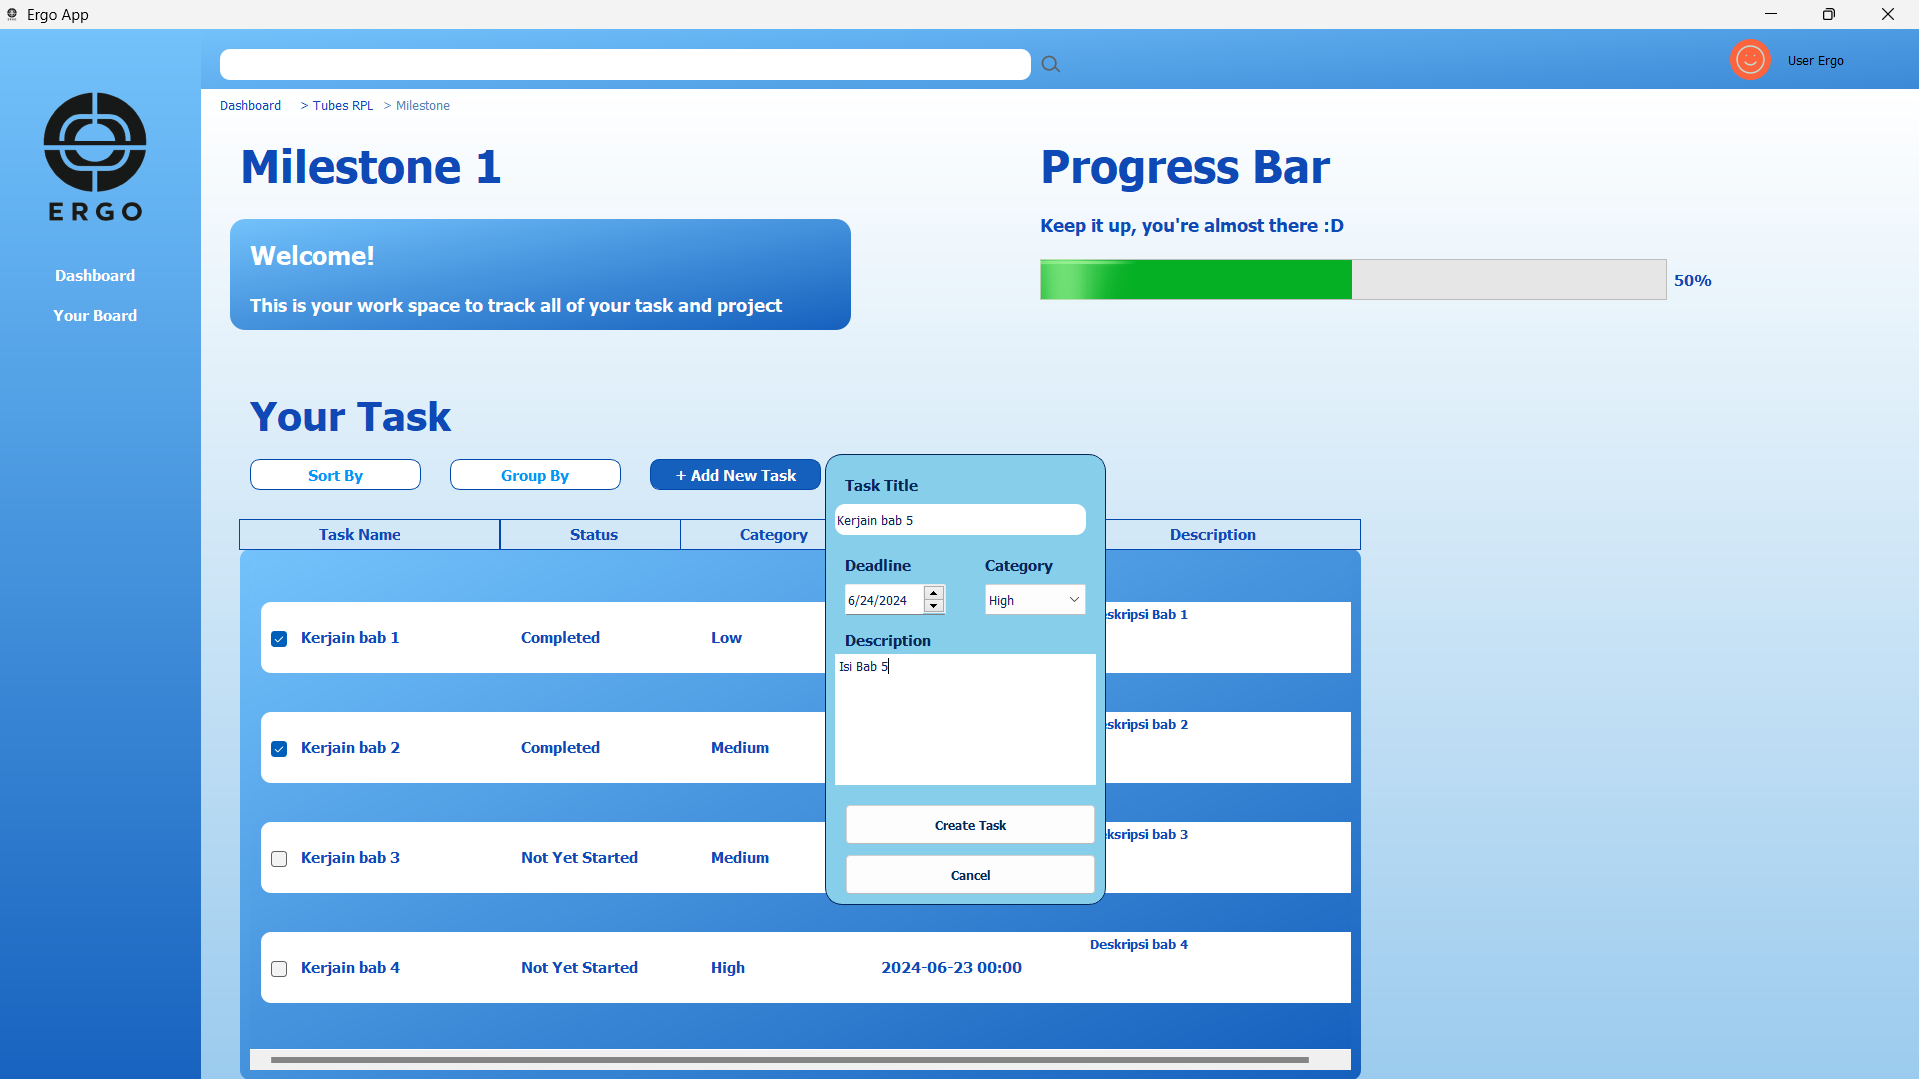 Ergo App
User Ergo
ERGO
Dashboard
Your Board
Dashboard > Tubes RPL > Milestone
Milestone 1
Welcome!
This is your work space to track all of your task and project
Progress Bar
Keep it up, you're almost there :D
50%
Your Task
Sort By
Group By
+ Add New Task
Task Name
Status
Category
Description
Kerjain bab 1
Completed
Low
eskripsi Bab 1
Kerjain bab 2
Completed
Medium
eskripsi bab 2
Kerjain bab 3
Not Yet Started
Medium
eksripsi bab 3
Kerjain bab 4
Not Yet Started
High
2024-06-23 00:00
Deskripsi bab 4
Task Title
Kerjain bab 5
Deadline
Category
6/24/2024
High
Description
Isi Bab 5
Create Task
Cancel